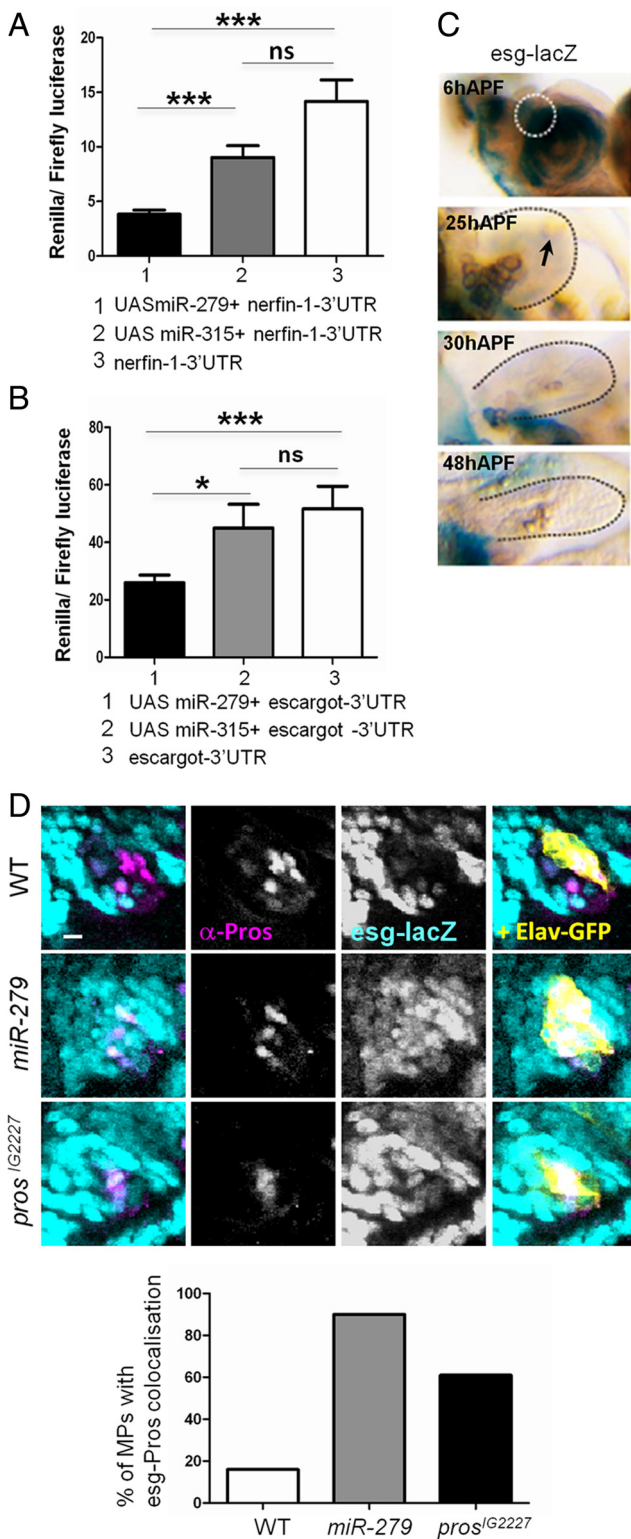 A
Renilla/ Firefly luciferase
20
15
10
5
0
***
***
ns
1 2 3
1 UASmiR-279+ nerfin-1-3'UTR
2 UAS miR-315+ nerfin-1-3'UTR
3 nerfin-1-3'UTR
B
Renilla/ Firefly luciferase
80
60
40
20
0
***
*
ns
1 2 3
1 UAS miR-279+ escargot-3'UTR
2 UAS miR-315+ escargot -3'UTR
3 escargot-3'UTR
C
esg-lacZ
6hAPF
25hAPF
30hAPF
48hAPF
D
WT
α-Pros
esg-lacZ
+ Elav-GFP
miR-279
pros IG2227
% of MPs with
esg-Pros colocalisation
100
80
60
40
20
0
WT miR-279 pros IG2227